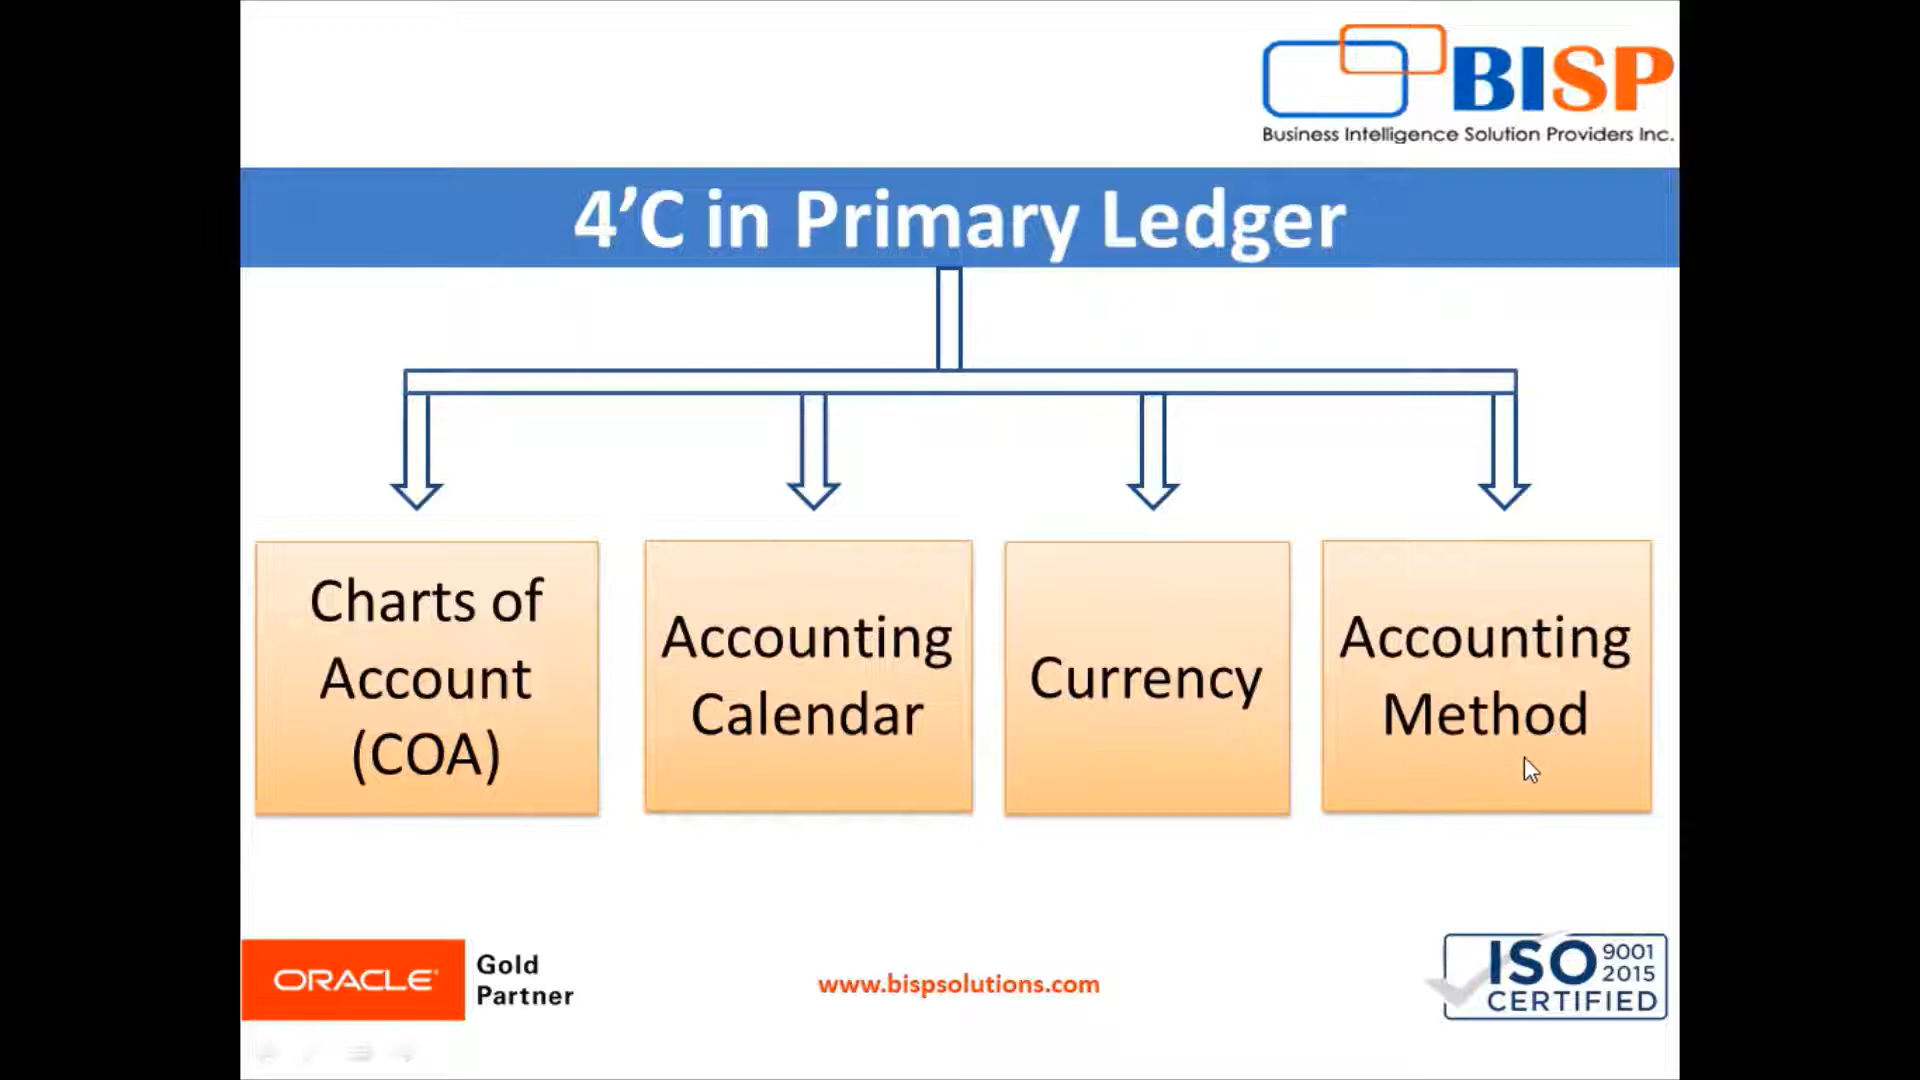 BISP
Business Intelligence Solution Providers Inc.
4’C in Primary Ledger
Charts of
Account
(COA)
Accounting
Calendar
Currency
Accounting
Method
ORACLE
Gold
Partner
www.bispsolutions.com
ISO 9001
2015
CERTIFIED